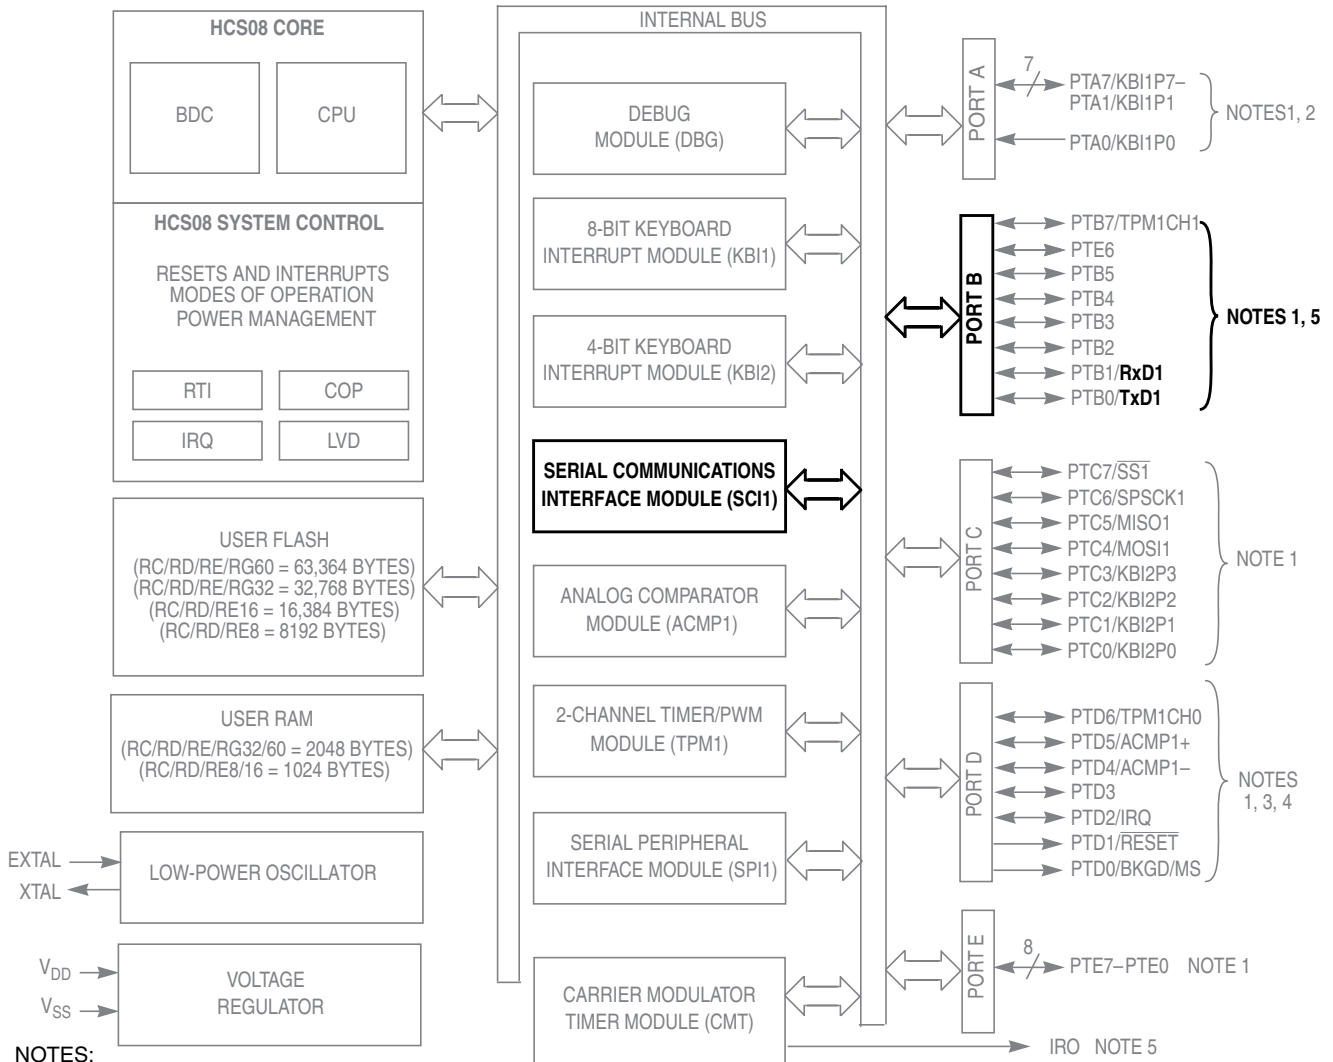 HCS08 CORE
BDC
CPU
HCS08 SYSTEM CONTROL
RESETS AND INTERRUPTS
MODES OF OPERATION
POWER MANAGEMENT
RTI
COP
IRQ
LVD
USER FLASH
(RC/RD/RE/RG60 = 63,364 BYTES)
(RC/RD/RE/RG32 = 32,768 BYTES)
(RC/RD/RE16 = 16,384 BYTES)
(RC/RD/RE8 = 8192 BYTES)
USER RAM
(RC/RD/RE/RG32/60 = 2048 BYTES)
(RC/RD/RE8/16 = 1024 BYTES)
EXTAL
XTAL
LOW-POWER OSCILLATOR
VDD
VSS
VOLTAGE
REGULATOR
NOTES:
INTERNAL BUS
DEBUG
MODULE (DBG)
8-BIT KEYBOARD
INTERRUPT MODULE (KBI1)
4-BIT KEYBOARD
INTERRUPT MODULE (KBI2)
SERIAL COMMUNICATIONS
INTERFACE MODULE (SCI1)
ANALOG COMPARATOR
MODULE (ACMP1)
2-CHANNEL TIMER/PWM
MODULE (TPM1)
SERIAL PERIPHERAL
INTERFACE MODULE (SPI1)
CARRIER MODULATOR
TIMER MODULE (CMT)
PORT A
7
PTA7/KBI1P7–
PTA1/KBI1P1
PTA0/KBI1P0
NOTES1, 2
PORT B
PTB7/TPM1CH1
PTE6
PTB5
PTB4
PTB3
PTB2
PTB1/RxD1
PTB0/TxD1
NOTES 1, 5
PORT C
PTC7/SS1
PTC6/SPSCK1
PTC5/MISO1
PTC4/MOSI1
PTC3/KBI2P3
PTC2/KBI2P2
PTC1/KBI2P1
PTC0/KBI2P0
NOTE 1
PORT D
PTD6/TPM1CH0
PTD5/ACMP1+
PTD4/ACMP1–
PTD3
PTD2/IRQ
PTD1/RESET
PTD0/BKGD/MS
NOTES
1, 3, 4
PORT E
8
PTE7–PTE0 NOTE 1
IRO NOTE 5